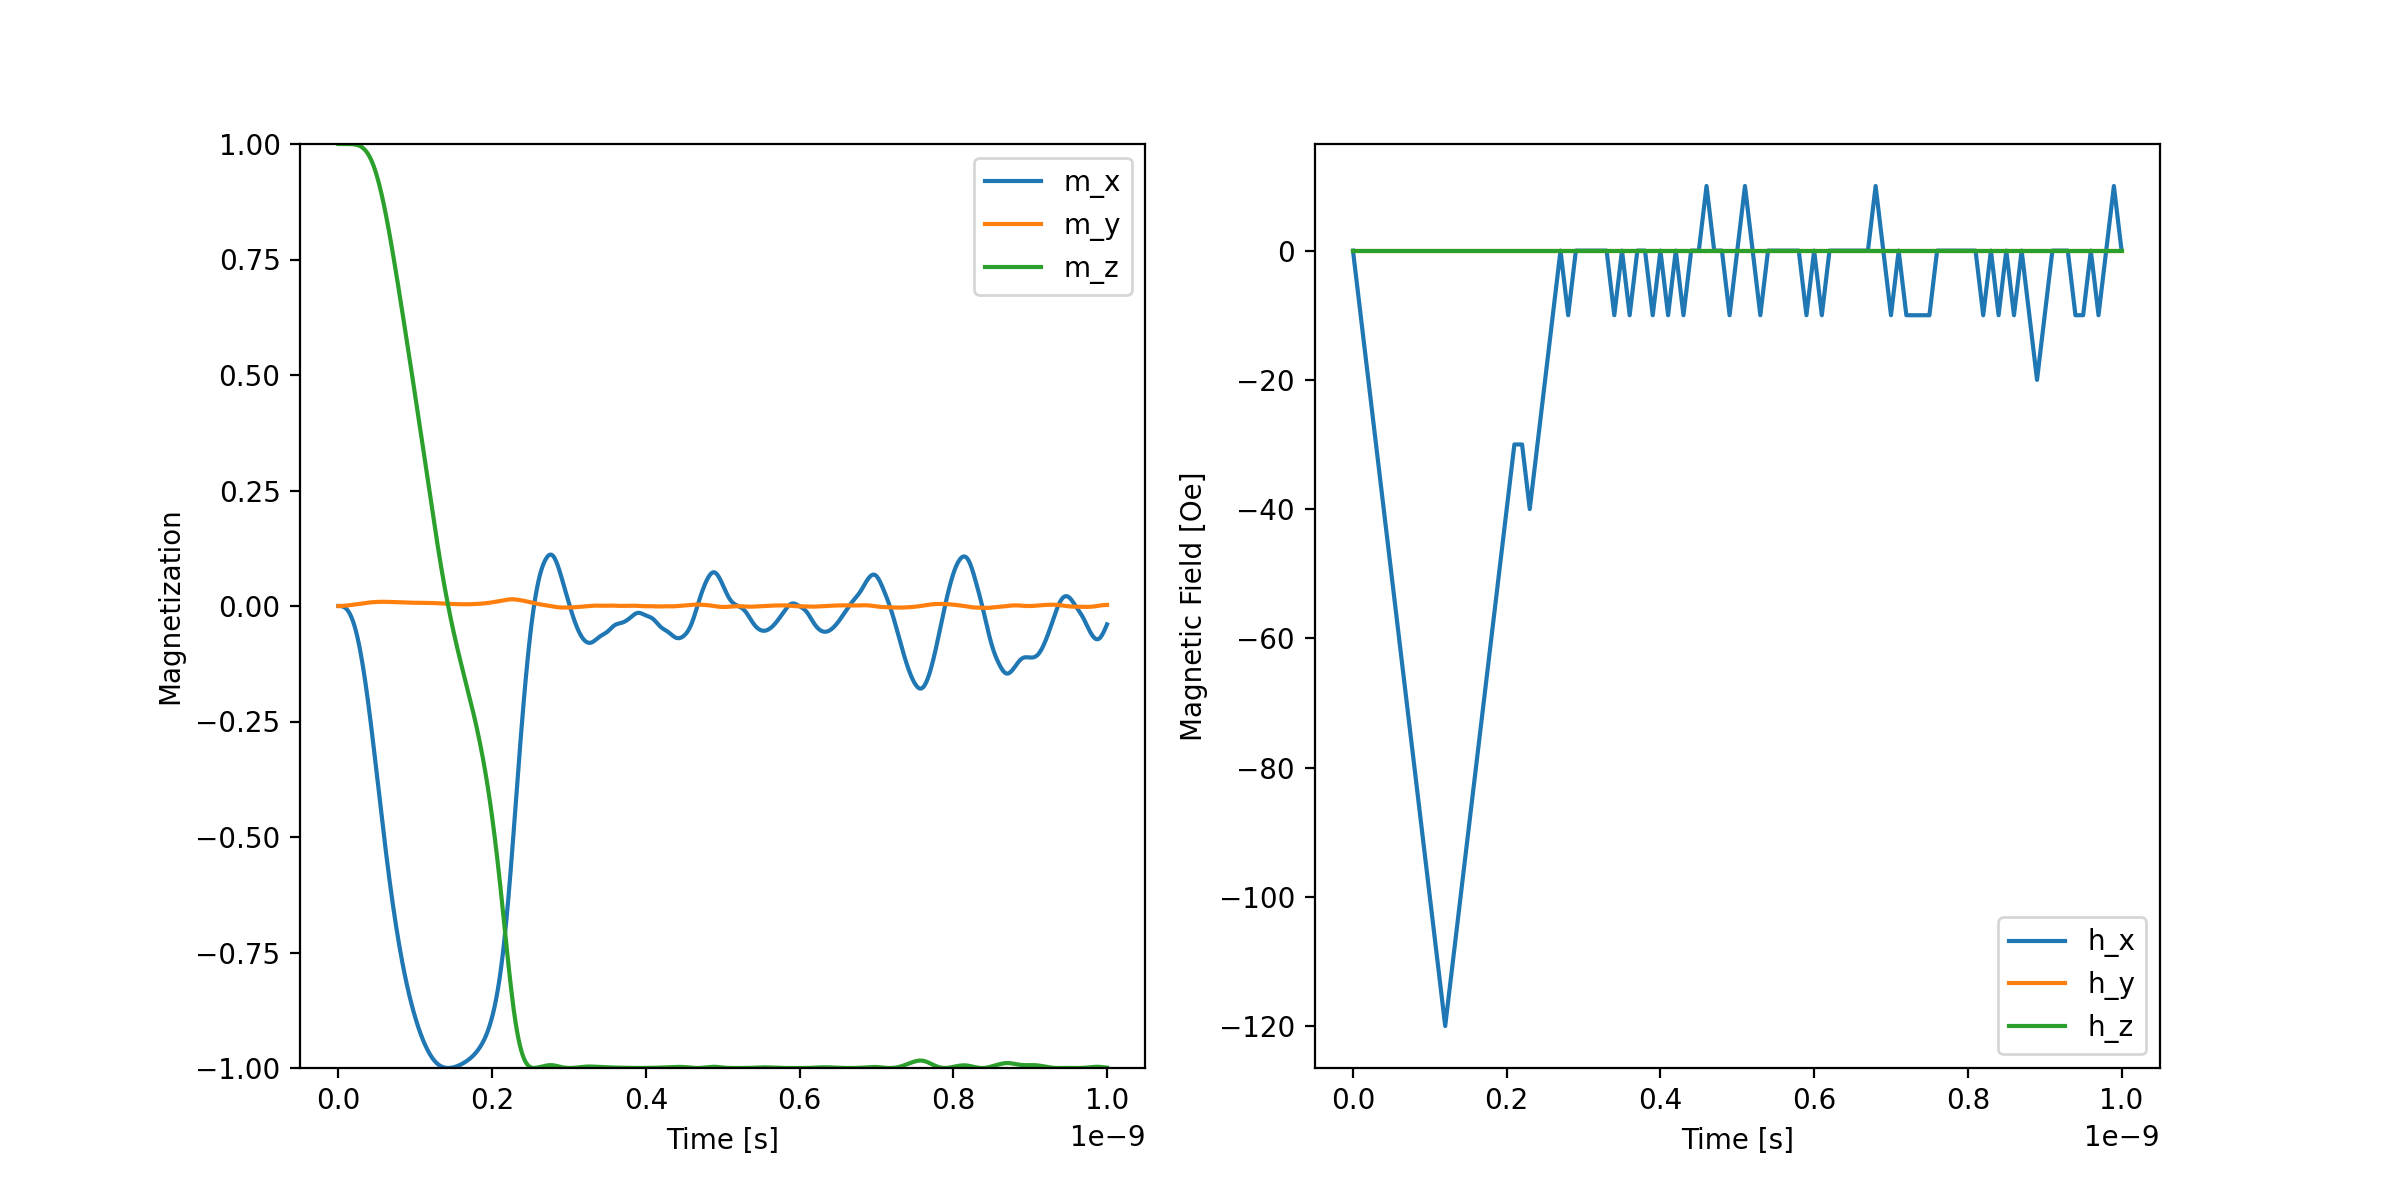 1.00
0.75
0.50
0.25
0.00
−0.25
−0.50
−0.75
−1.00
Magnetization
m_x
m_y
m_z
0.0 0.2 0.4 0.6 0.8 1.0
Time [s]
1e−9
0
−20
−40
−60
−80
−100
−120
Magnetic Field [Oe]
h_x
h_y
h_z
0.0 0.2 0.4 0.6 0.8 1.0
Time [s]
1e−9